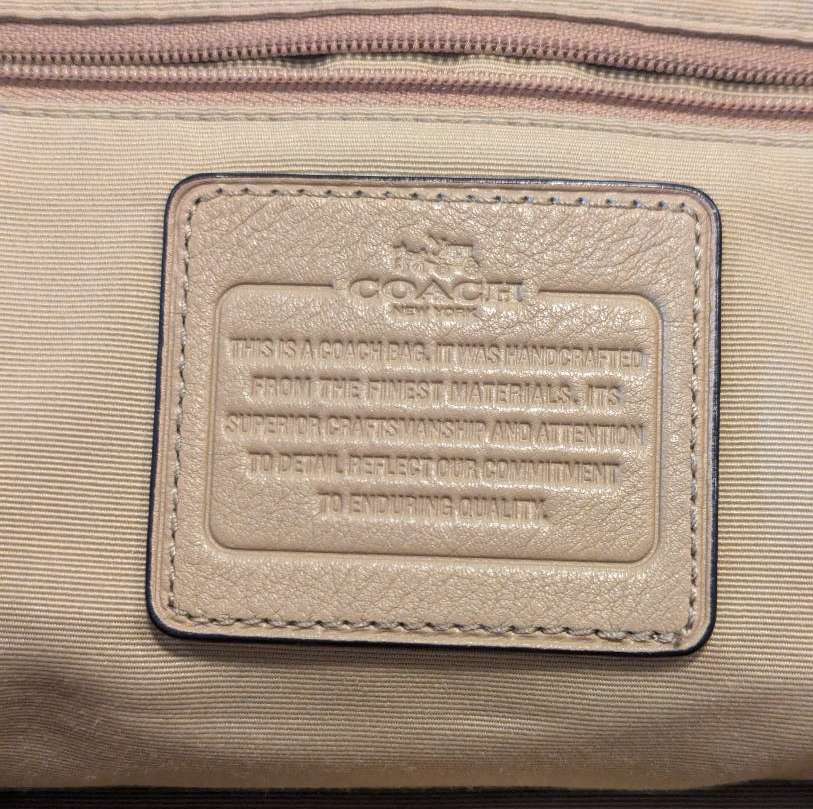 COACH
NEW YORK
THIS IS A COACH BAG. IT WAS HANDCRAFTED
FROM THE FINEST MATERIALS. ITS
SUPERIOR CRAFTSMANSHIP AND ATTENTION
TO DETAIL REFLECT OUR COMMITMENT
TO ENDURING QUALITY.